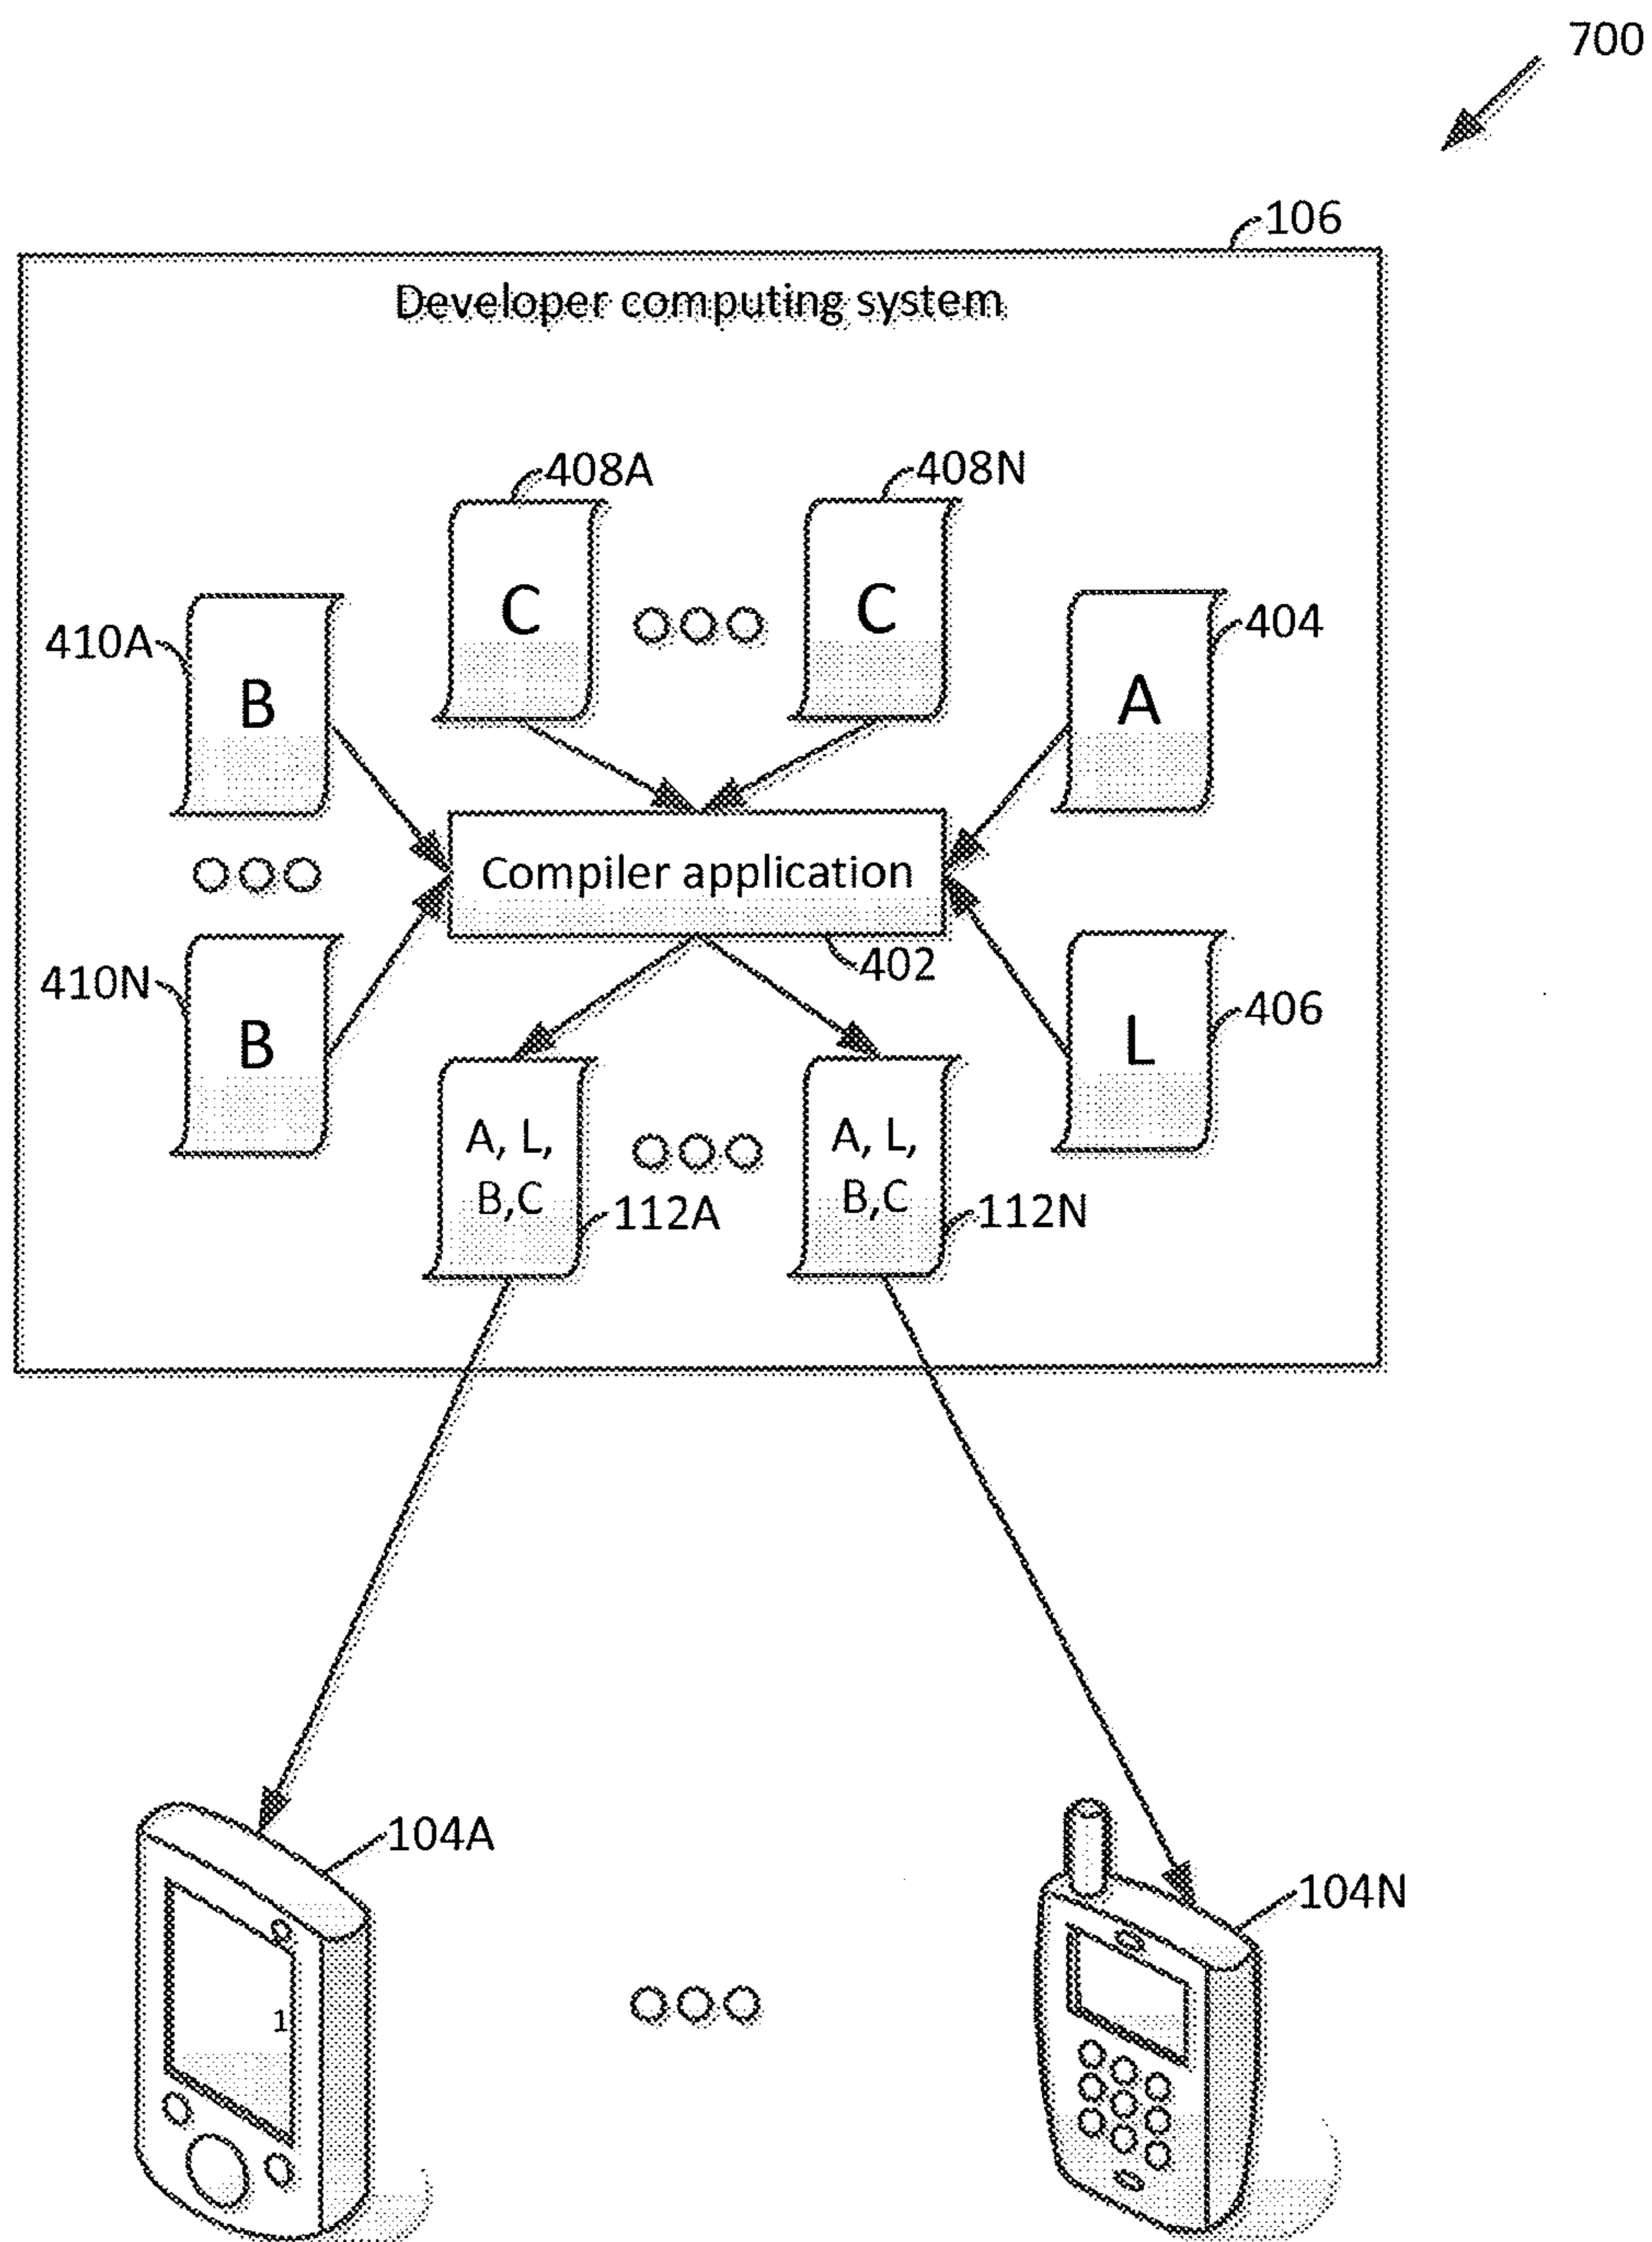 700
106
Developer computing system
408A
408N
C
C
410A
404
B
A
Compiler application
402
410N
406
B
L
A, L,
B,C
A, L,
B,C
112A
112N
104A
104N
1